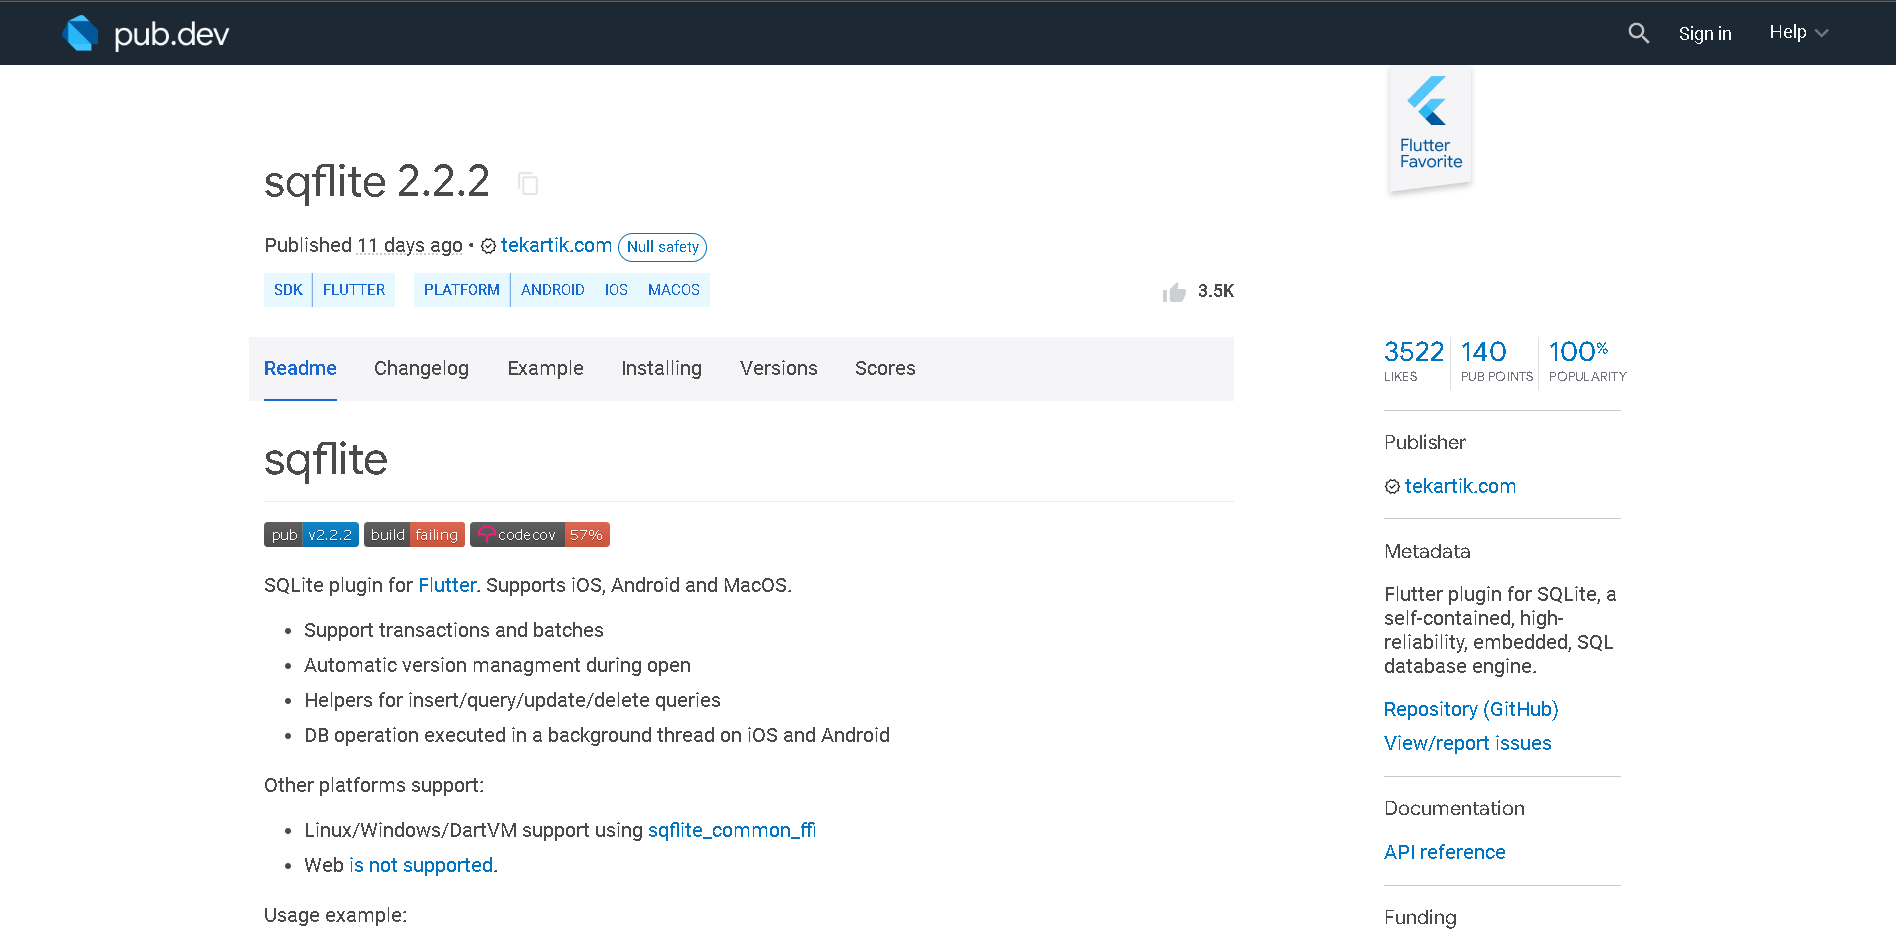 pub.dev
Sign in
Help
Flutter
Favorite
sqflite 2.2.2
Published 11 days ago • tekartik.com Null safety
SDK FLUTTER PLATFORM ANDROID IOS MACOS
3.5K
Readme Changelog Example Installing Versions Scores
sqflite
pub v2.2.2 build failing codecov 57%
SQLite plugin for Flutter. Supports iOS, Android and MacOS.
• Support transactions and batches
• Automatic version managment during open
• Helpers for insert/query/update/delete queries
• DB operation executed in a background thread on iOS and Android
Other platforms support:
• Linux/Windows/DartVM support using sqflite_common_ffi
• Web is not supported.
Usage example:
3522 140 100%
LIKES PUB POINTS POPULARITY
Publisher
tekartik.com
Metadata
Flutter plugin for SQLite, a
self-contained, high-
reliability, embedded, SQL
database engine.
Repository (GitHub)
View/report issues
Documentation
API reference
Funding